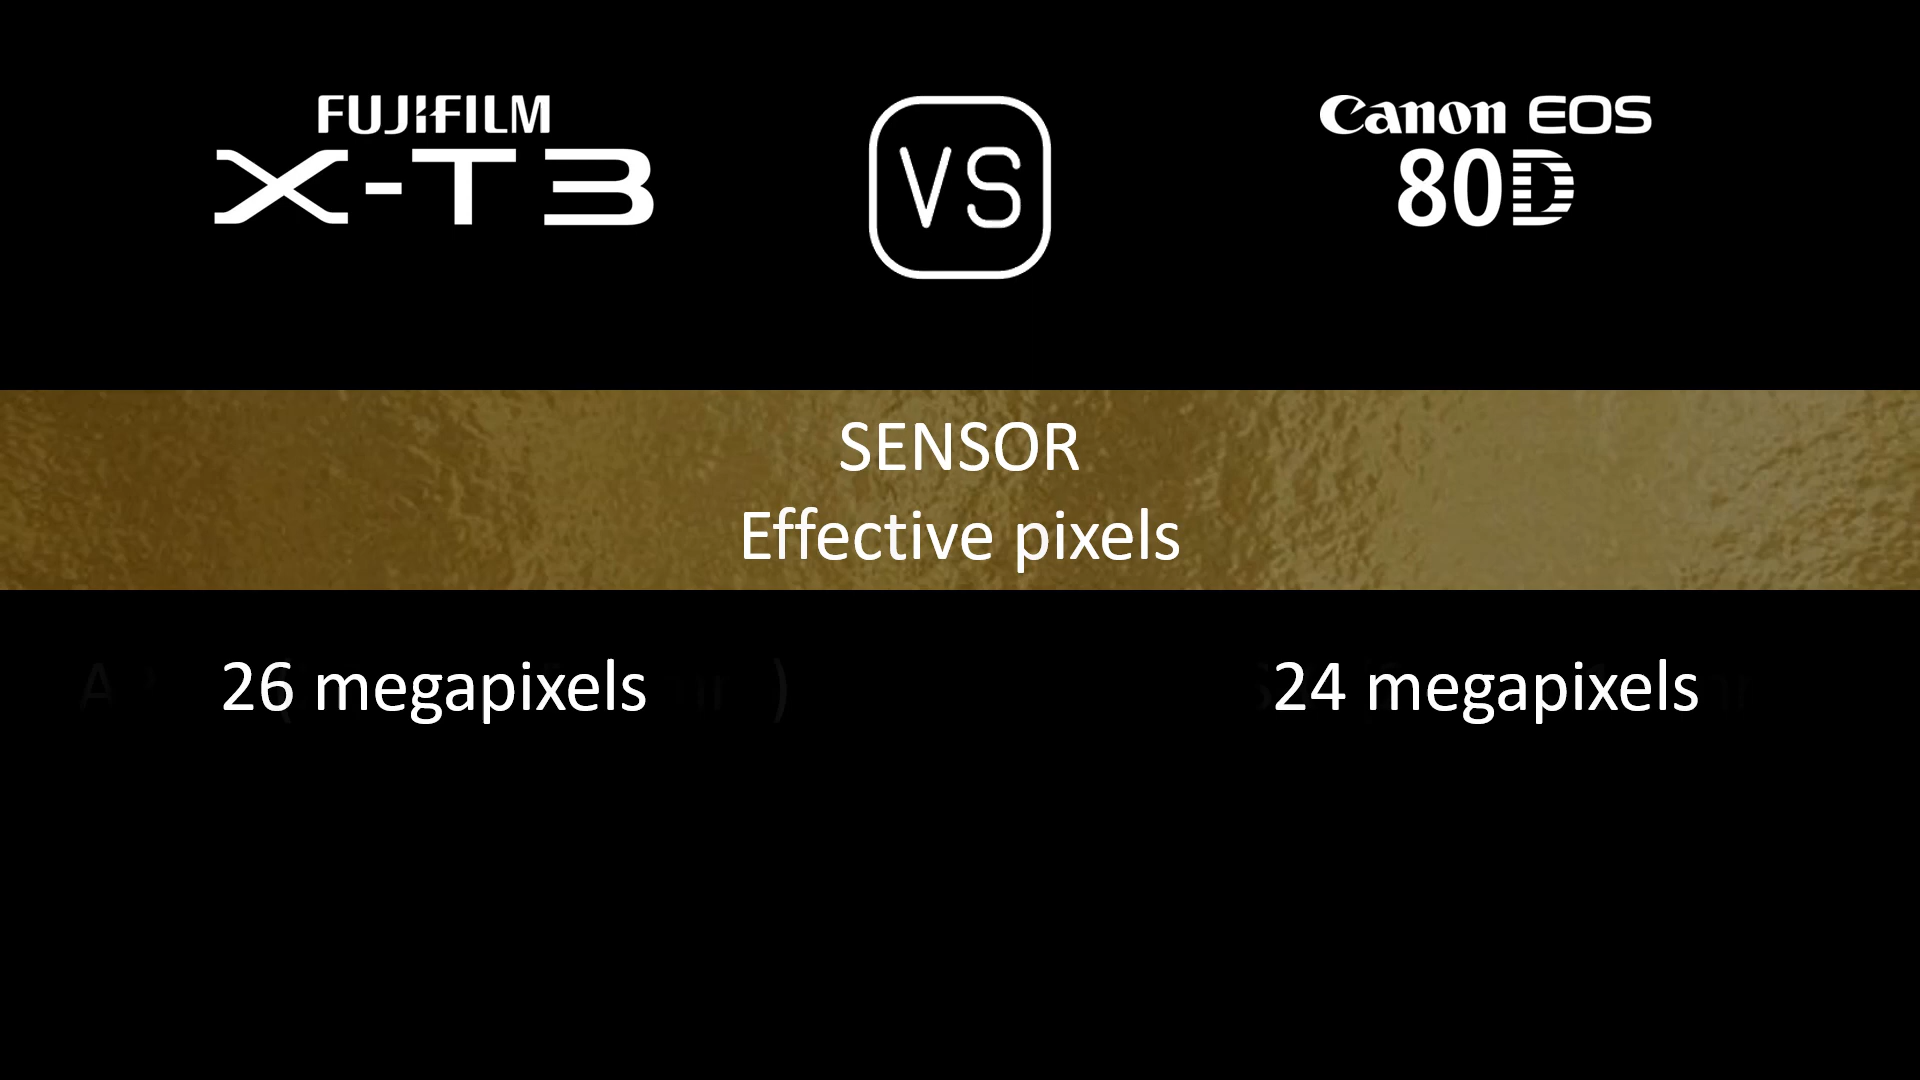 FUJIFILM
X-T3
VS
Canon EOS
80D
SENSOR
Effective pixels
26 megapixels
24 megapixels